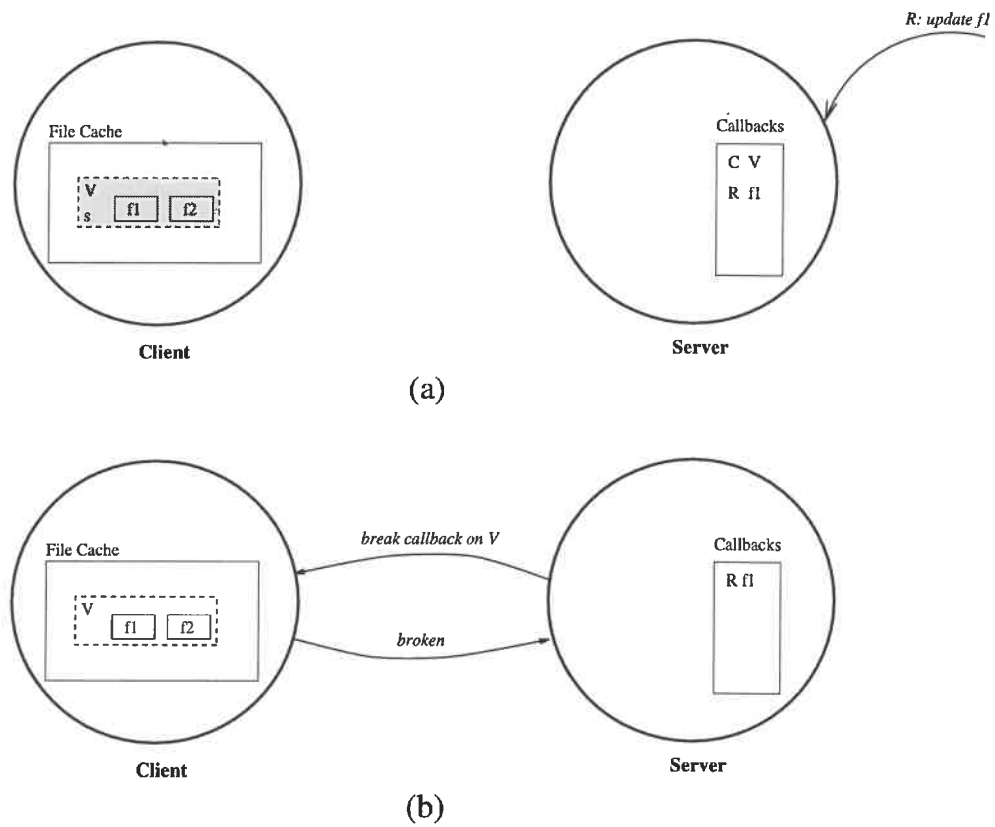 R: update f1
File Cache
V
s
f1
f2
Callbacks
C V
R f1
Client
Server
(a)
break callback on V
File Cache
V
f1
f2
Callbacks
R f1
broken
Client
Server
(b)